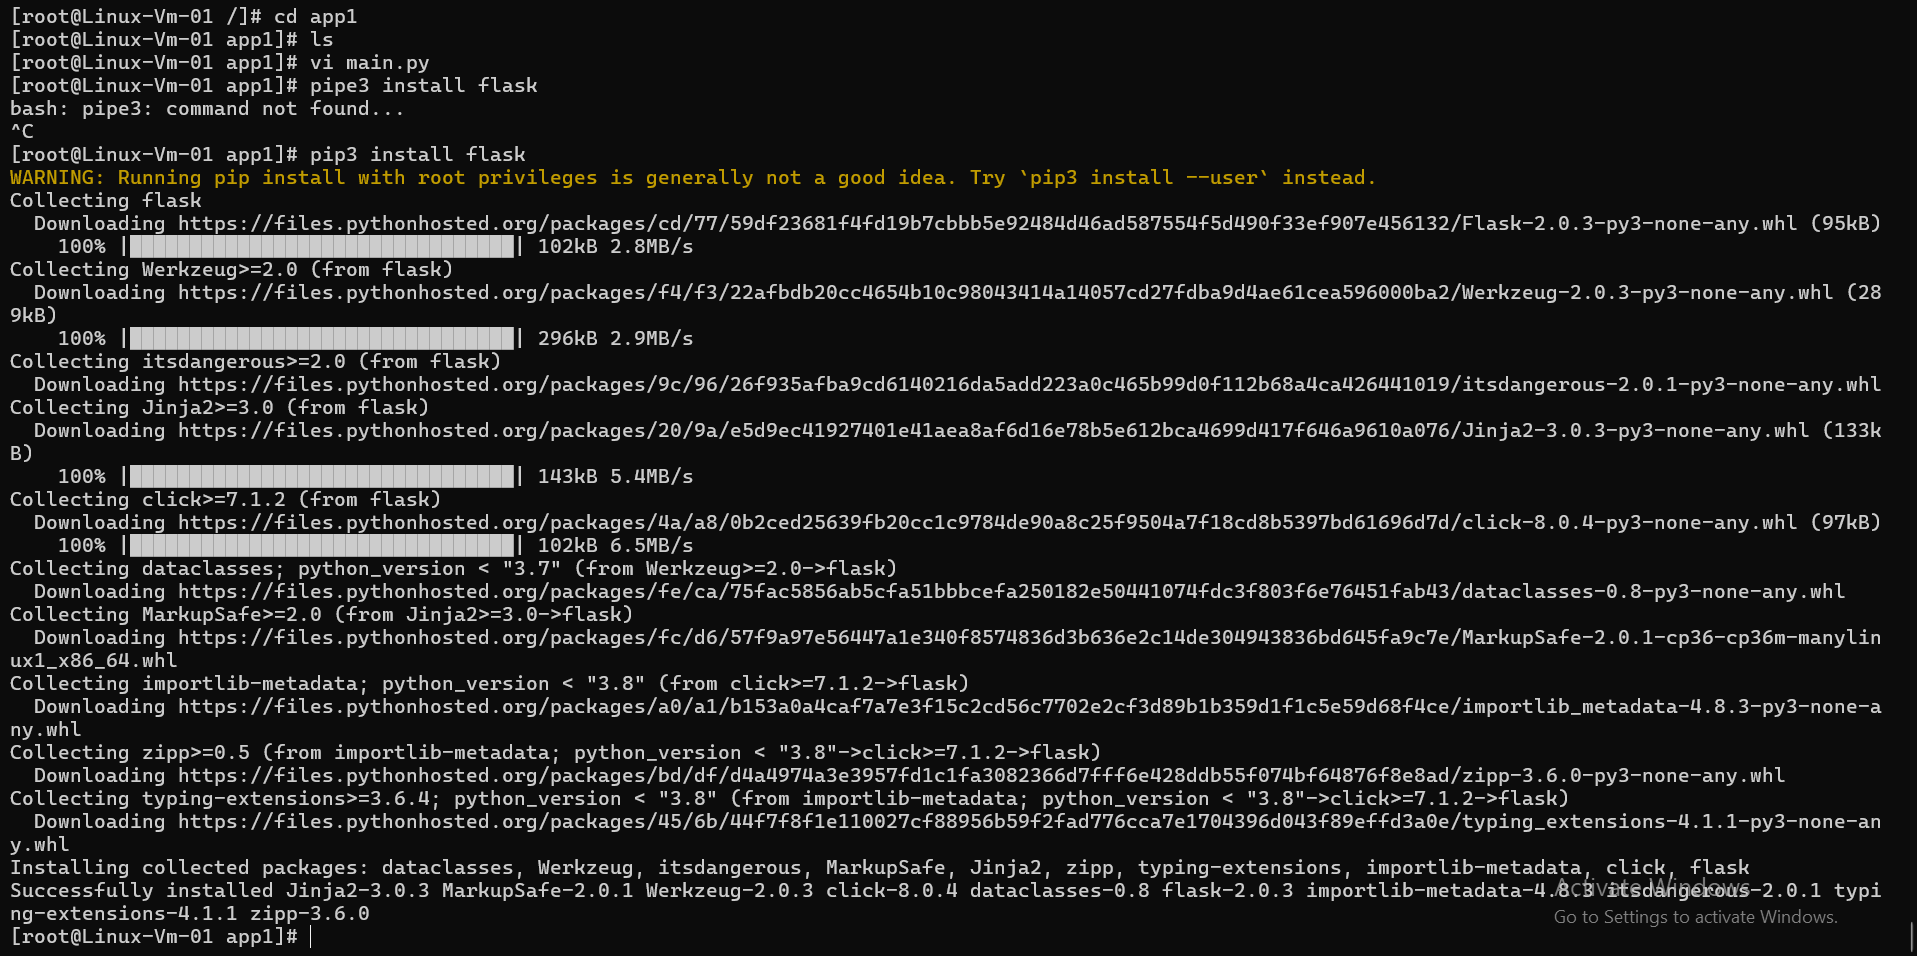 [root@Linux-Vm-01 /]# cd app1
[root@Linux-Vm-01 app1]# ls
[root@Linux-Vm-01 app1]# vi main.py
[root@Linux-Vm-01 app1]# pipe3 install flask
bash: pipe3: command not found...
^C
[root@Linux-Vm-01 app1]# pip3 install flask
WARNING: Running pip install with root privileges is generally not a good idea. Try `pip3 install --user` instead.
Collecting flask
  Downloading https://files.pythonhosted.org/packages/cd/77/59df23681f4fd19b7cbbb5e92484d46ad587554f5d490f33ef907e456132/Flask-2.0.3-py3-none-any.whl (95kB)
    100% |████████████████████████████████| 102kB 2.8MB/s
Collecting Werkzeug>=2.0 (from flask)
  Downloading https://files.pythonhosted.org/packages/f4/f3/22afbdb20cc4654b10c98043414a14057cd27fdba9d4ae61cea596000ba2/Werkzeug-2.0.3-py3-none-any.whl (28
9kB)
    100% |████████████████████████████████| 296kB 2.9MB/s
Collecting itsdangerous>=2.0 (from flask)
  Downloading https://files.pythonhosted.org/packages/9c/96/26f935afba9cd6140216da5add223a0c465b99d0f112b68a4ca426441019/itsdangerous-2.0.1-py3-none-any.whl
Collecting Jinja2>=3.0 (from flask)
  Downloading https://files.pythonhosted.org/packages/20/9a/e5d9ec41927401e41aea8af6d16e78b5e612bca4699d417f646a9610a076/Jinja2-3.0.3-py3-none-any.whl (133k
B)
    100% |████████████████████████████████| 143kB 5.4MB/s
Collecting click>=7.1.2 (from flask)
  Downloading https://files.pythonhosted.org/packages/4a/a8/0b2ced25639fb20cc1c9784de90a8c25f9504a7f18cd8b5397bd61696d7d/click-8.0.4-py3-none-any.whl (97kB)
    100% |████████████████████████████████| 102kB 6.5MB/s
Collecting dataclasses; python_version < "3.7" (from Werkzeug>=2.0->flask)
  Downloading https://files.pythonhosted.org/packages/fe/ca/75fac5856ab5cfa51bbbcefa250182e50441074fdc3f803f6e76451fab43/dataclasses-0.8-py3-none-any.whl
Collecting MarkupSafe>=2.0 (from Jinja2>=3.0->flask)
  Downloading https://files.pythonhosted.org/packages/fc/d6/57f9a97e56447a1e340f8574836d3b636e2c14de304943836bd645fa9c7e/MarkupSafe-2.0.1-cp36-cp36m-manylin
ux1_x86_64.whl
Collecting importlib-metadata; python_version < "3.8" (from click>=7.1.2->flask)
  Downloading https://files.pythonhosted.org/packages/a0/a1/b153a0a4caf7a7e3f15c2cd56c7702e2cf3d89b1b359d1f1c5e59d68f4ce/importlib_metadata-4.8.3-py3-none-a
ny.whl
Collecting zipp>=0.5 (from importlib-metadata; python_version < "3.8"->click>=7.1.2->flask)
  Downloading https://files.pythonhosted.org/packages/bd/df/d4a4974a3e3957fd1c1fa3082366d7fff6e428ddb55f074bf64876f8e8ad/zipp-3.6.0-py3-none-any.whl
Collecting typing-extensions>=3.6.4; python_version < "3.8" (from importlib-metadata; python_version < "3.8"->click>=7.1.2->flask)
  Downloading https://files.pythonhosted.org/packages/45/6b/44f7f8f1e110027cf88956b59f2fad776cca7e1704396d043f89effd3a0e/typing_extensions-4.1.1-py3-none-an
y.whl
Installing collected packages: dataclasses, Werkzeug, itsdangerous, MarkupSafe, Jinja2, zipp, typing-extensions, importlib-metadata, click, flask
Successfully installed Jinja2-3.0.3 MarkupSafe-2.0.1 Werkzeug-2.0.3 click-8.0.4 dataclasses-0.8 flask-2.0.3 importlib-metadata-4.8.3 itsdangerous-2.0.1 typi
ng-extensions-4.1.1 zipp-3.6.0
[root@Linux-Vm-01 app1]#
Activate Windows
Go to Settings to activate Windows.